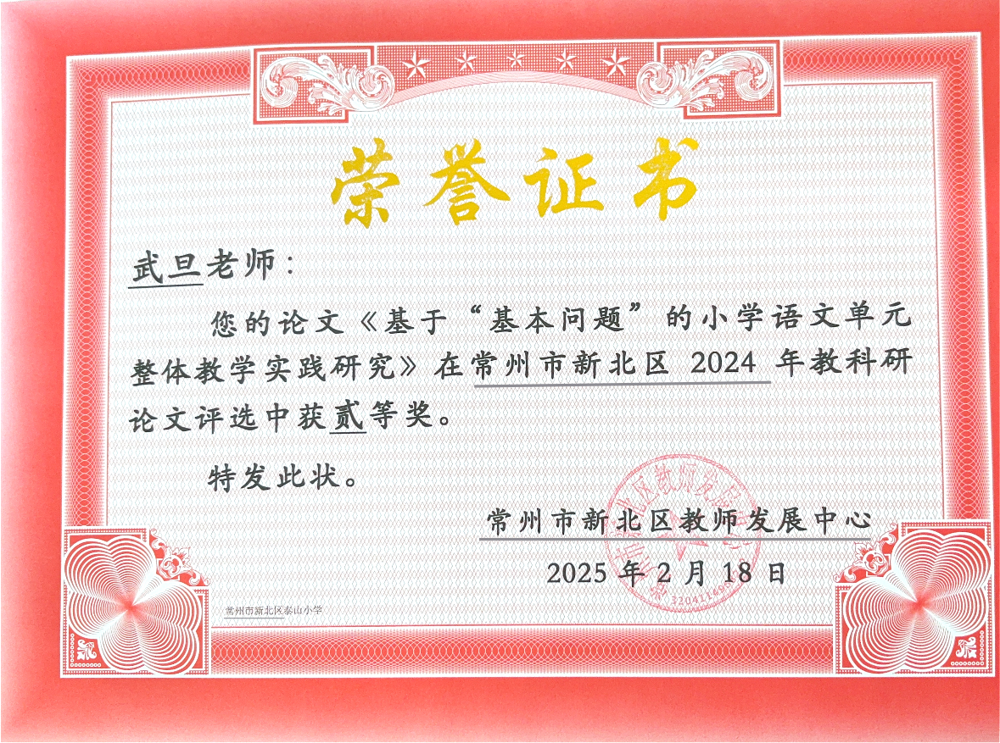 荣誉证书
武旦老师：
您的论文《基于“基本问题”的小学语文单元
整体教学实践研究》在常州市新北区 2024 年教科研
论文评选中获贰等奖。
特发此状。
常州市新北区教师发展中心
2025 年 2 月 18 日
常州市新北区泰山小学